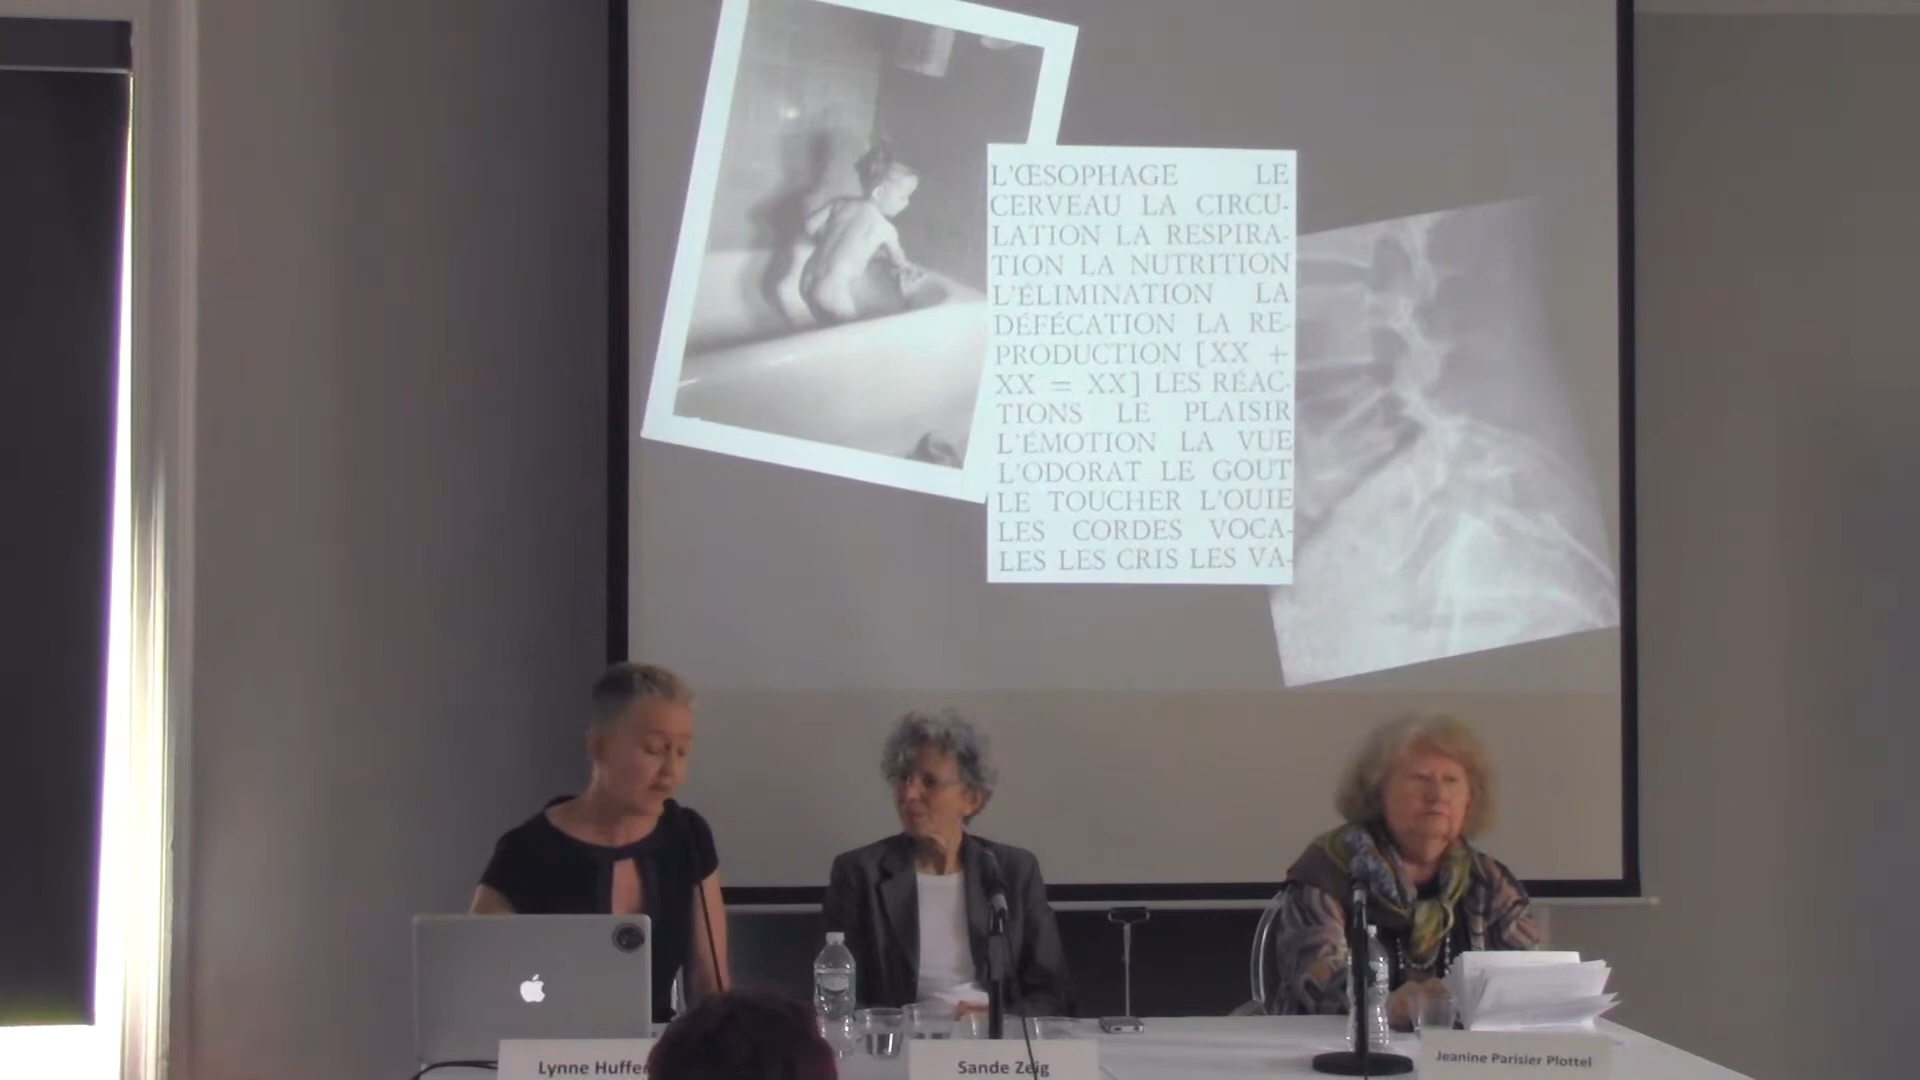 L'ŒSOPHAGE LE
CERVEAU LA CIRCU-
LATION LA RESPIRA-
TION LA NUTRITION
L'ÉLIMINATION LA
DÉFÉCATION LA RE-
PRODUCTION [XX +
XX = XX] LES RÉAC-
TIONS LE PLAISIR
L'ÉMOTION LA VUE
L'ODORAT LE GOUT
LE TOUCHER L'OUIE
LES CORDES VOCA-
LES LES CRIS LES VA-
Lynne Huffer
Sande Zeig
Jeanine Parisier Plottel